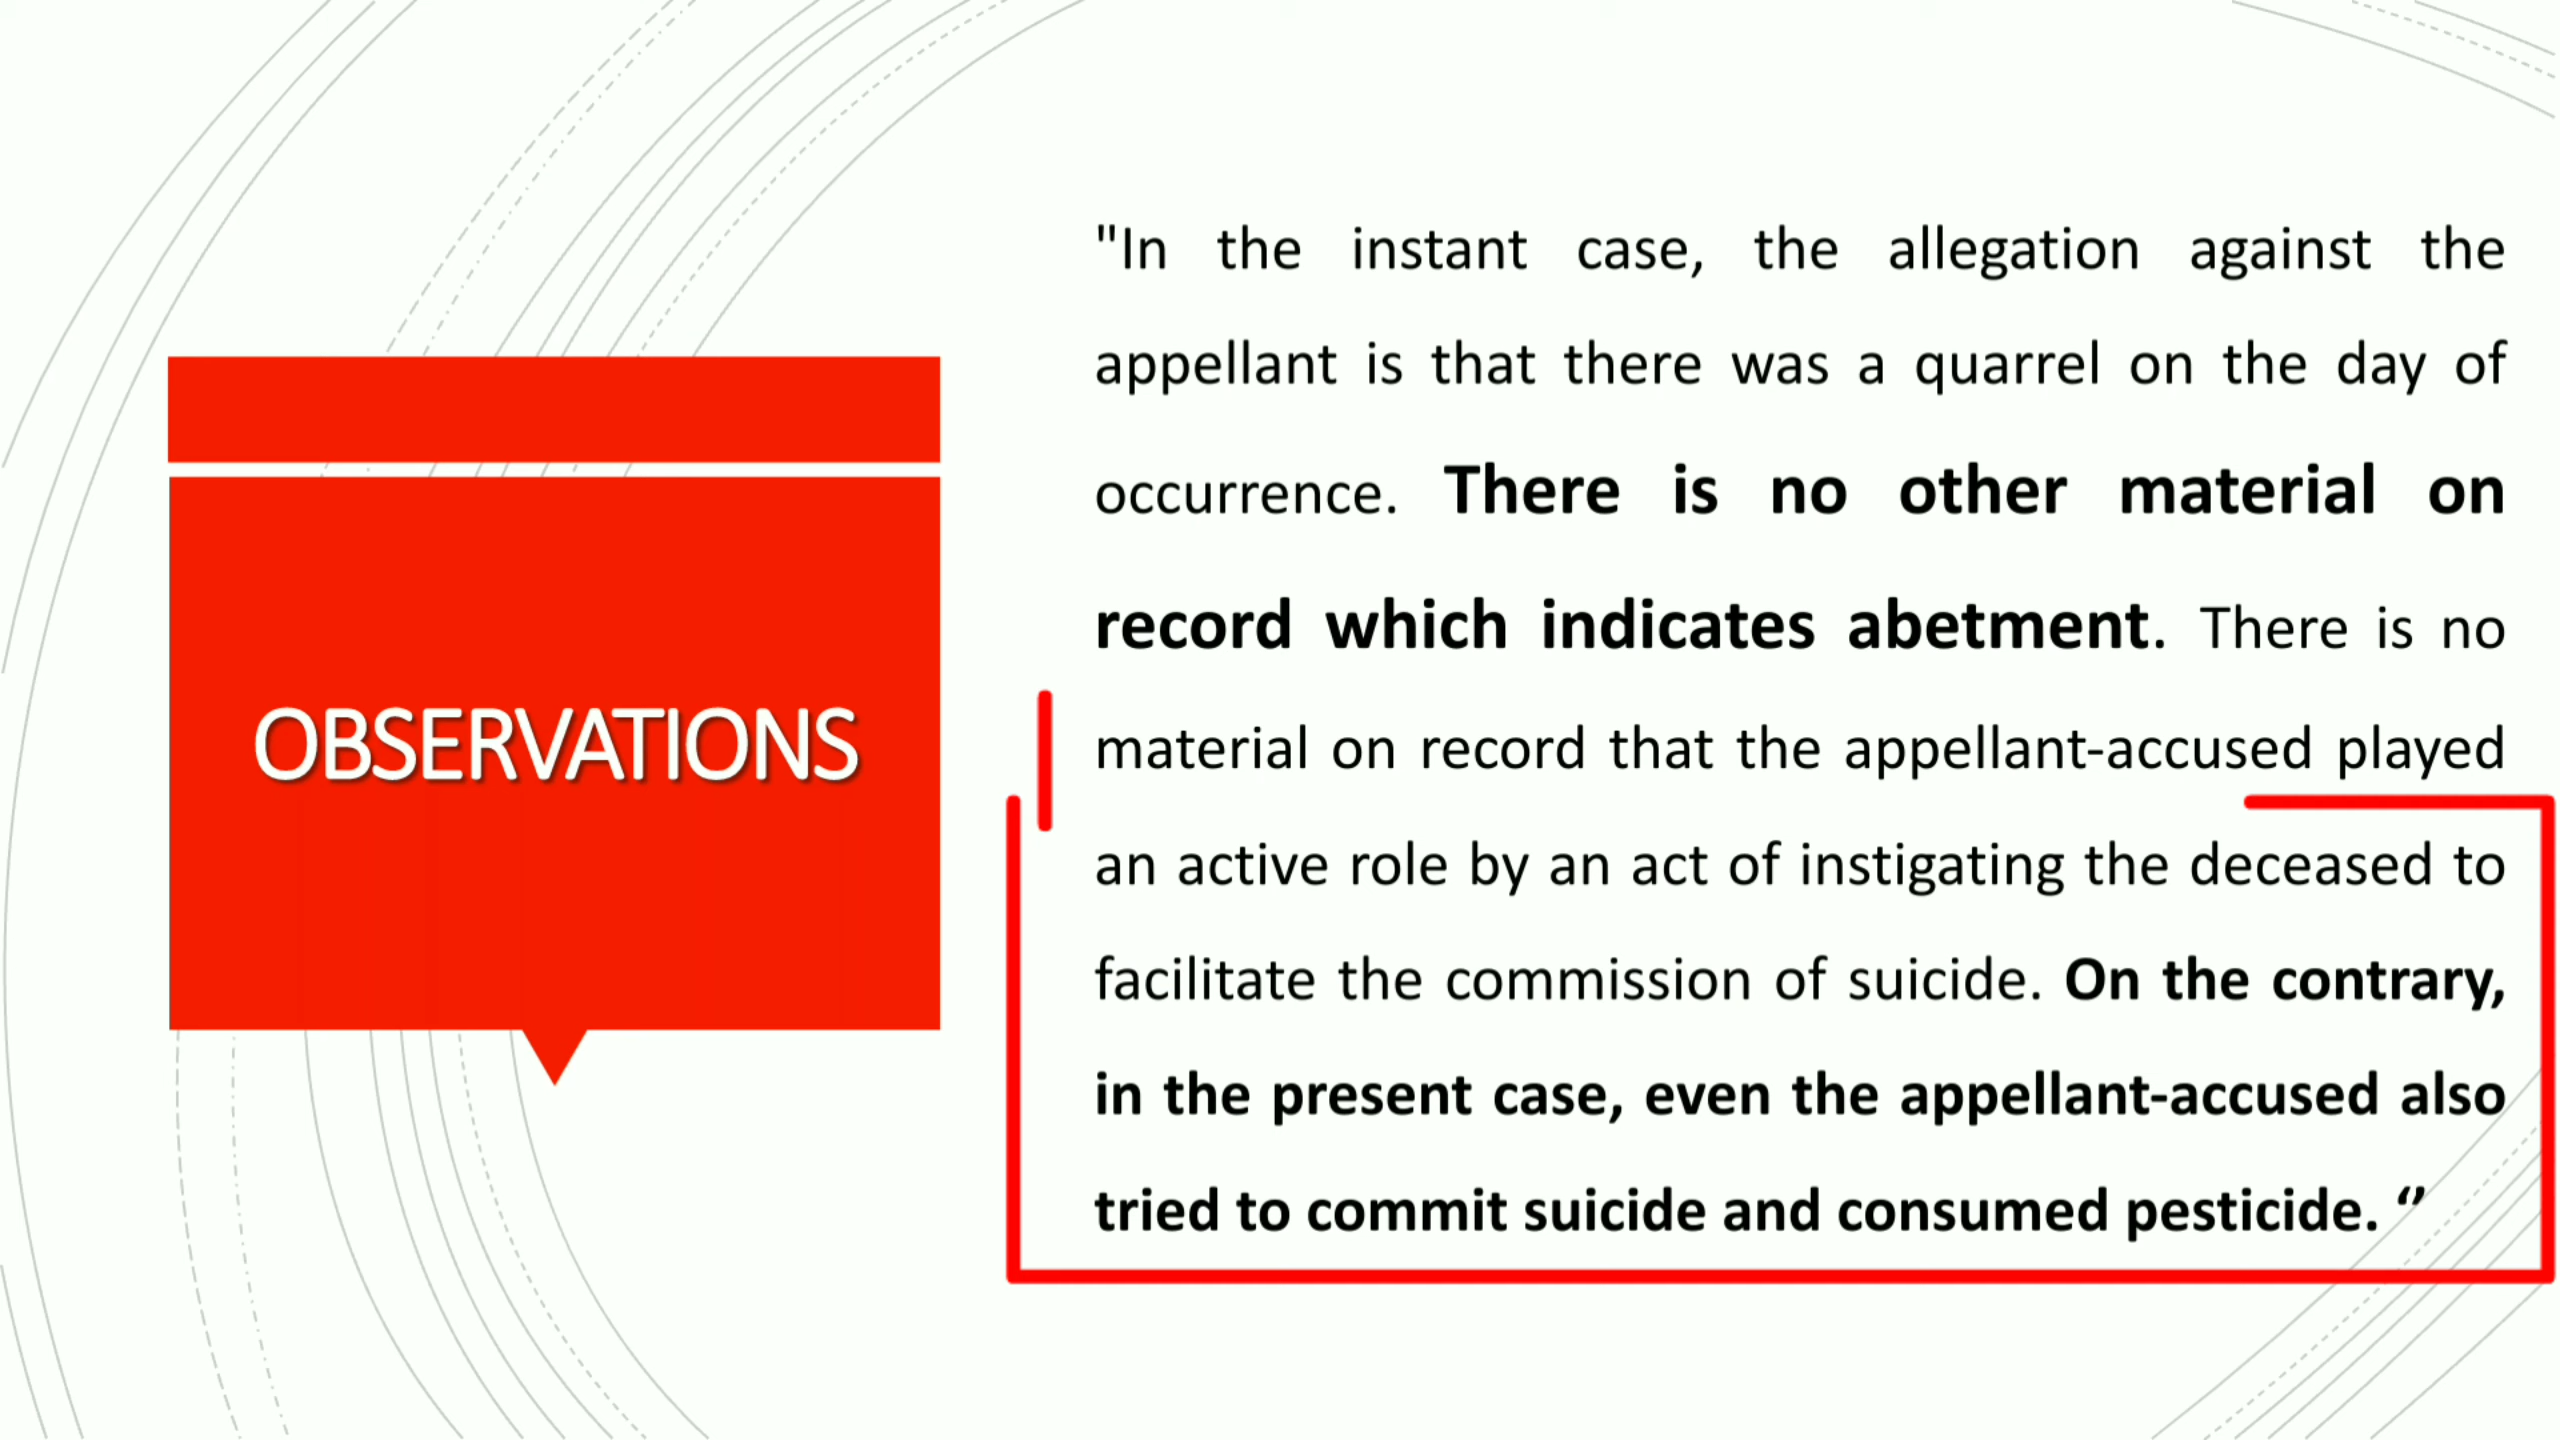 OBSERVATIONS
"In the instant case, the allegation against the
appellant is that there was a quarrel on the day of
occurrence. There is no other material on
record which indicates abetment. There is no
material on record that the appellant-accused played
an active role by an act of instigating the deceased to
facilitate the commission of suicide. On the contrary,
in the present case, even the appellant-accused also
tried to commit suicide and consumed pesticide. ‘’